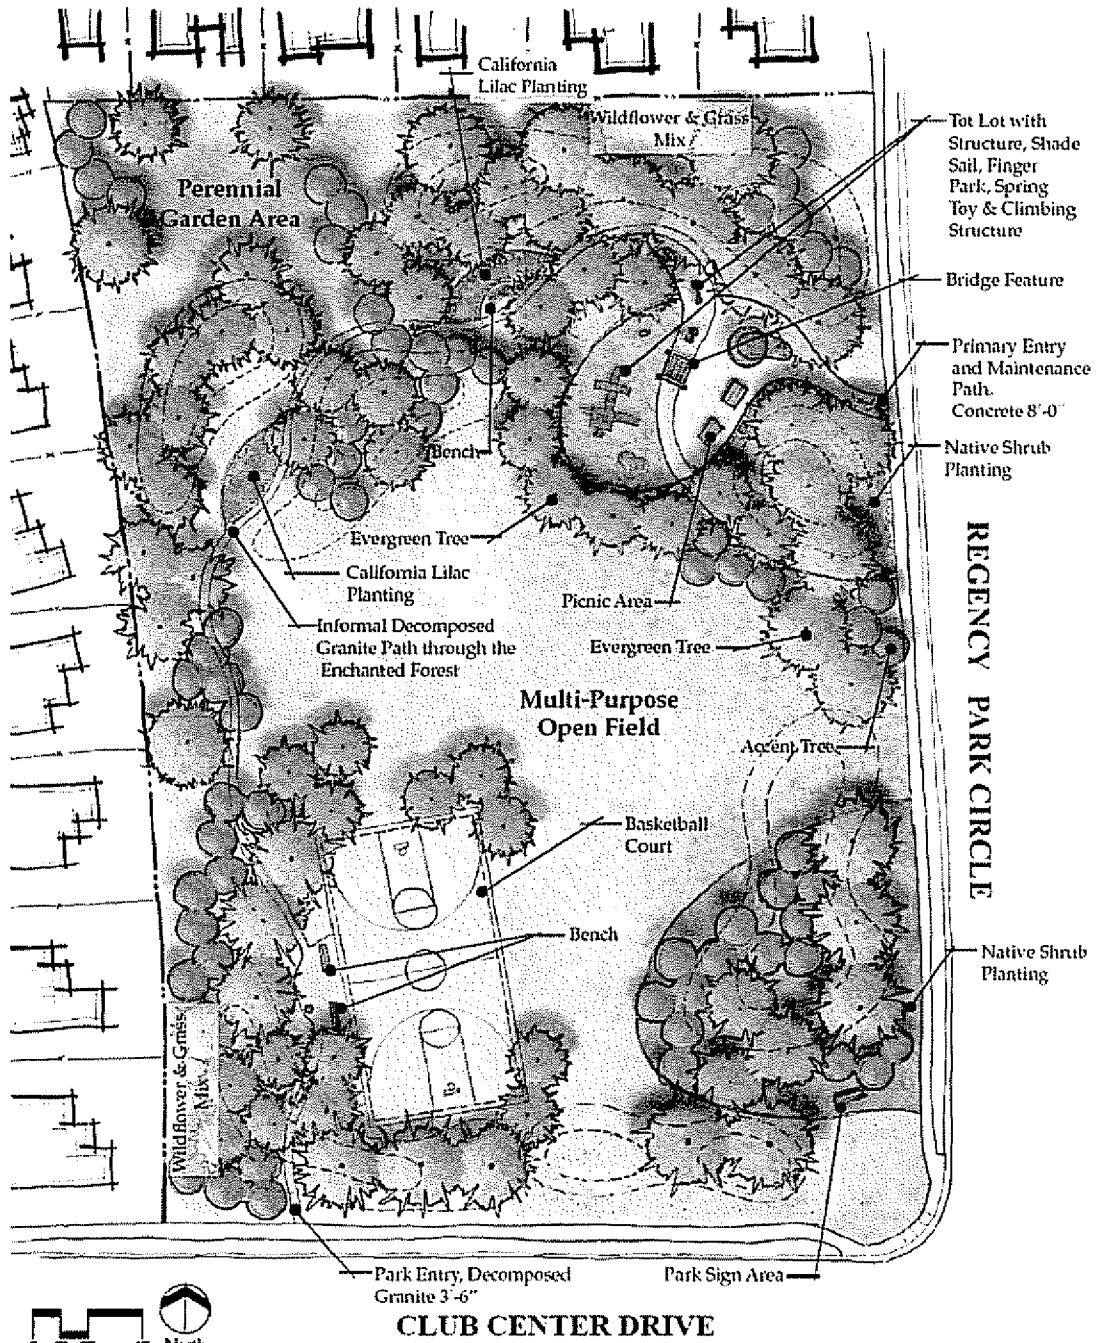 California
Lilac Planting
Wildflower & Grass
Mix
Tot Lot with
Structure, Shade
Sail, Finger
Park, Spring
Toy & Climbing
Structure
Perennial
Garden Area
Bridge Feature
Primary Entry
and Maintenance
Path.
Concrete 8'-0"
Bench
Native Shrub
Planting
Evergreen Tree
California Lilac
Planting
Picnic Area
Informal Decomposed
Granite Path through the
Enchanted Forest
Evergreen Tree
REGENCY PARK CIRCLE
Multi-Purpose
Open Field
Accent Tree
Basketball
Court
Bench
Native Shrub
Planting
Wildflower & Grass
Mix
Park Entry, Decomposed
Granite 3'-6"
Park Sign Area
North
CLUB CENTER DRIVE